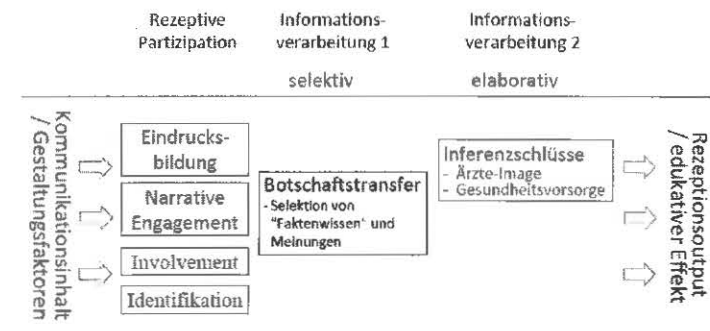 Rezeptive
Partizipation
Informations-
verarbeitung 1
Informations-
verarbeitung 2
selektiv
elaborativ
Kommunikationsinhalt
/ Gestaltungsfaktoren
Eindrucks-
bildung
Narrative
Engagement
Involvement
Identifikation
Botschaftstransfer
- Selektion von
"Faktenwissen" und
Meinungen
Inferenzschlüsse
- Ärzte-Image
- Gesundheitsvorsorge
Rezeptionsoutput
/ edukativer Effekt